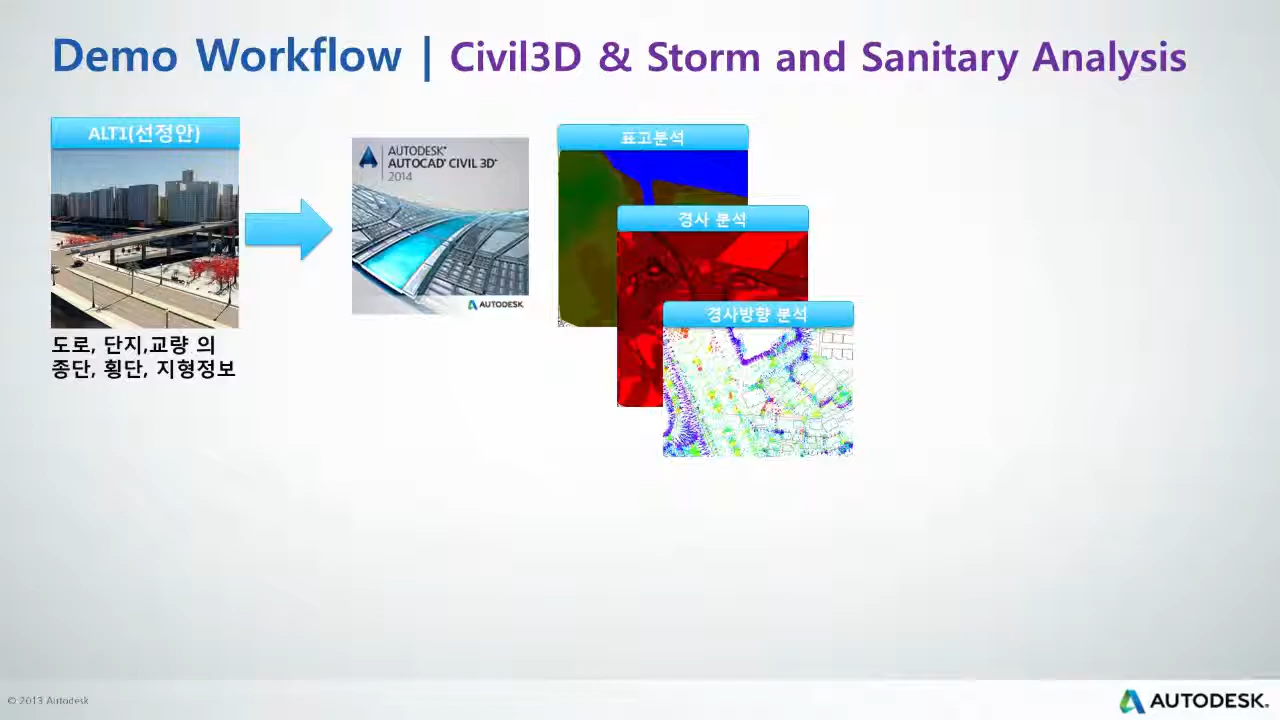 Demo Workflow | Civil3D & Storm and Sanitary Analysis
ALT1(선정안)
도로, 단지,교량 의
종단, 횡단, 지형정보
AUTODESK®
AUTOCAD® CIVIL 3D®
2014
AUTODESK.
표고분석
경사 분석
경사방향 분석
© 2013 Autodesk
AUTODESK.